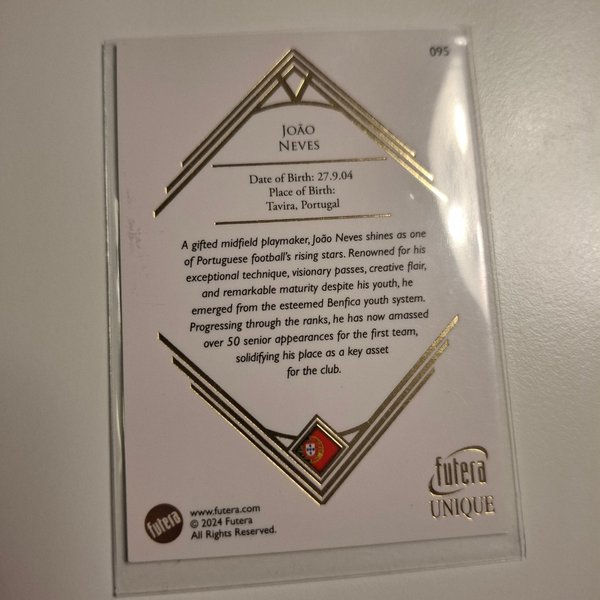 095
JOÃO
NEVES
Date of Birth: 27.9.04
Place of Birth:
Tavira, Portugal
A gifted midfield playmaker, João Neves shines as one
of Portuguese football's rising stars. Renowned for his
exceptional technique, visionary passes, creative flair,
and remarkable maturity despite his youth, he
emerged from the esteemed Benfica youth system.
Progressing through the ranks, he has now amassed
over 50 senior appearances for the first team,
solidifying his place as a key asset
for the club.
futera
UNIQUE
futera
www.futera.com
© 2024 Futera
All Rights Reserved.